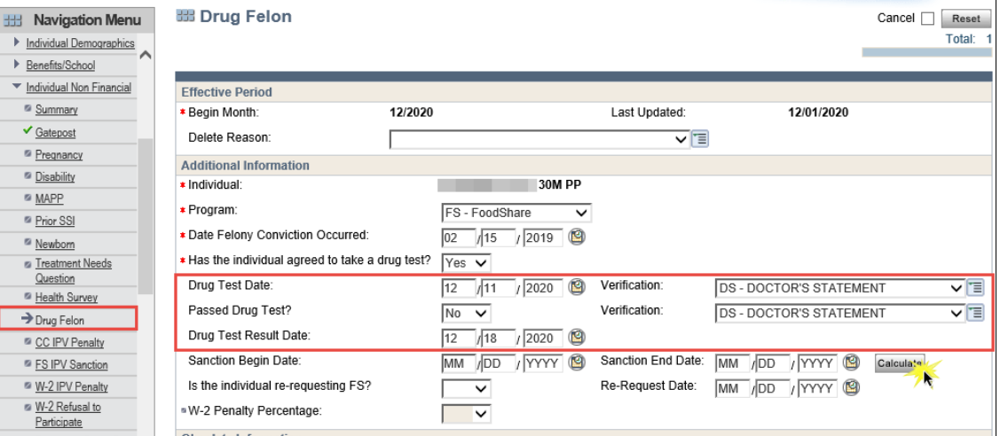 Navigation Menu
Individual Demographics
Benefits/School
Individual Non Financial
Summary
Gatepost
Pregnancy
Disability
MAPP
Prior SSI
Newborn
Treatment Needs
Question
Health Survey
Drug Felon
CC IPV Penalty
FS IPV Sanction
W-2 IPV Penalty
W-2 Refusal to
Participate
Drug Felon
Cancel Reset
Total: 1
Effective Period
* Begin Month: 12/2020 Last Updated: 12/01/2020
Delete Reason:
Additional Information
* Individual: 30M PP
* Program: FS - FoodShare
* Date Felony Conviction Occurred: 02 / 15 / 2019
* Has the individual agreed to take a drug test? Yes
Drug Test Date: 12 / 11 / 2020 Verification: DS - DOCTOR'S STATEMENT
Passed Drug Test? No Verification: DS - DOCTOR'S STATEMENT
Drug Test Result Date: 12 / 18 / 2020
Sanction Begin Date: MM / DD / YYYY Sanction End Date: MM / DD / YYYY Calculate
Is the individual re-requesting FS? Re-Request Date: MM / DD / YYYY
W-2 Penalty Percentage: